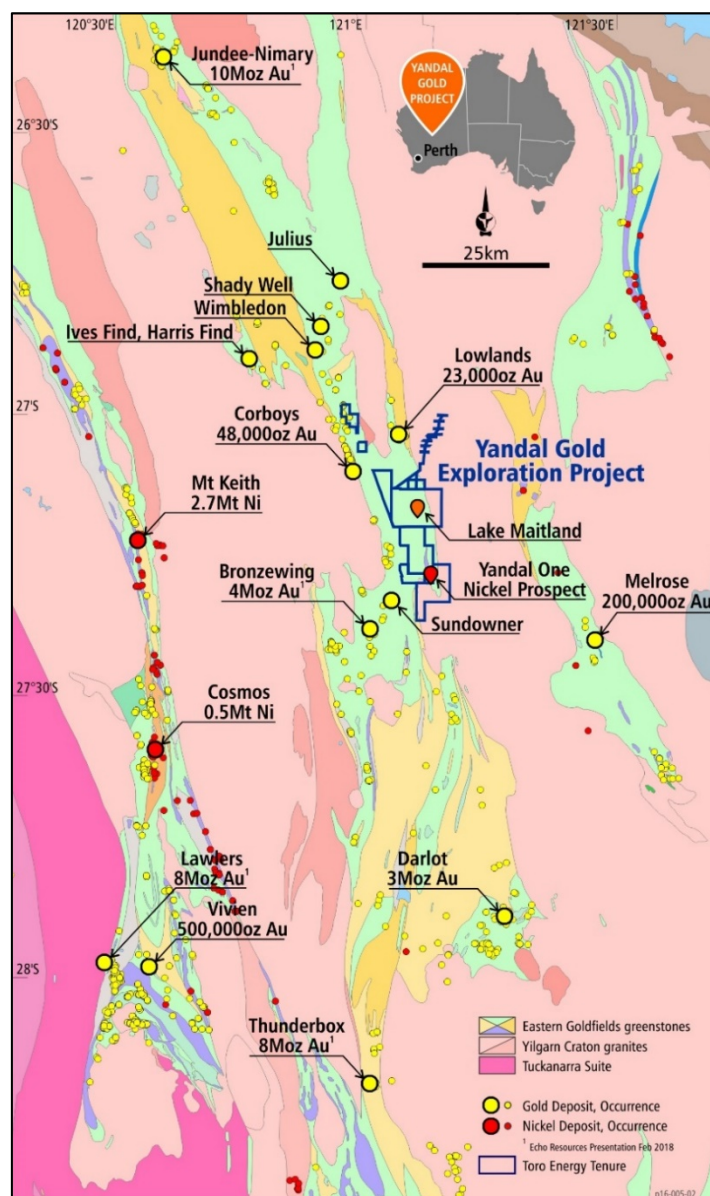 120°30'E
121°E
121°30'E
Jundee-Nimary
10Moz Au¹
YANDAL
GOLD
PROJECT
Perth
26°30'S
25km
Julius
Shady Well
Wimbledon
Ives Find, Harris Find
Lowlands
23,000oz Au
27°S
Corboys
48,000oz Au
Yandal Gold
Exploration Project
Mt Keith
2.7Mt Ni
Lake Maitland
Bronzewing
4Moz Au¹
Yandal One
Nickel Prospect
Melrose
200,000oz Au
Sundowner
27°30'S
Cosmos
0.5Mt Ni
Lawlers
8Moz Au¹
Darlot
3Moz Au
Vivien
500,000oz Au
28°S
Thunderbox
8Moz Au¹
Eastern Goldfields greenstones
Yilgarn Craton granites
Tuckanarra Suite
Gold Deposit, Occurrence
Nickel Deposit, Occurrence
¹ Echo Resources Presentation Feb 2018
Toro Energy Tenure
p16-005-02